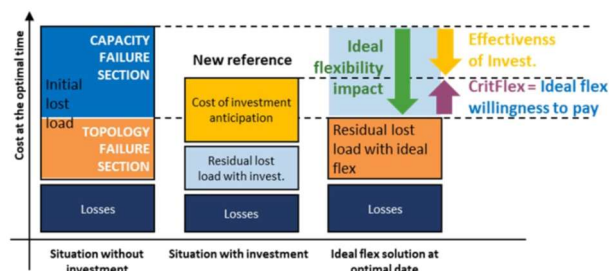 Cost at the optimal time
CAPACITY
FAILURE
SECTION
Initial
lost
load
TOPOLOGY
FAILURE
SECTION
Losses
Situation without
investment
New reference
Cost of investment
anticipation
Residual lost
load with invest.
Losses
Situation with investment
Ideal
flexibility
impact
Residual lost
load with ideal
flex
Losses
Ideal flex solution at
optimal date
Effectivenss
of Invest.
CritFlex = Ideal flex
willingness to pay